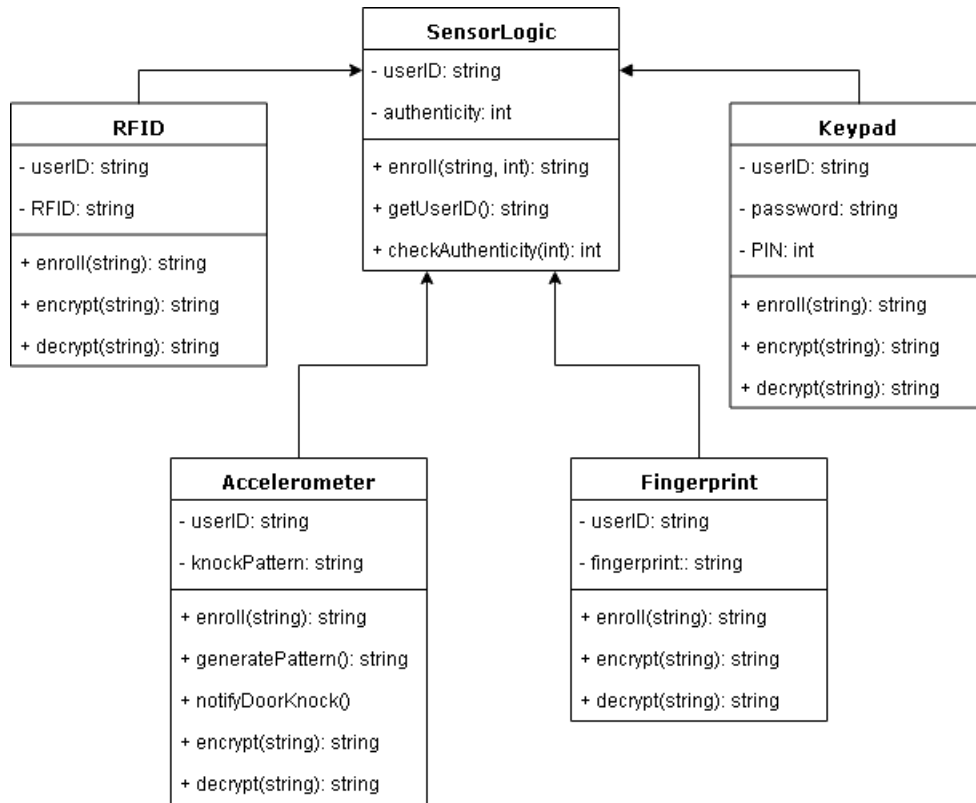 SensorLogic
- userID: string
- authenticity: int
+ enroll(string, int): string
+ getUserID(): string
+ checkAuthenticity(int): int
RFID
- userID: string
- RFID: string
+ enroll(string): string
+ encrypt(string): string
+ decrypt(string): string
Keypad
- userID: string
- password: string
- PIN: int
+ enroll(string): string
+ encrypt(string): string
+ decrypt(string): string
Accelerometer
- userID: string
- knockPattern: string
+ enroll(string): string
+ generatePattern(): string
+ notifyDoorKnock()
+ encrypt(string): string
+ decrypt(string): string
Fingerprint
- userID: string
- fingerprint:: string
+ enroll(string): string
+ encrypt(string): string
+ decrypt(string): string